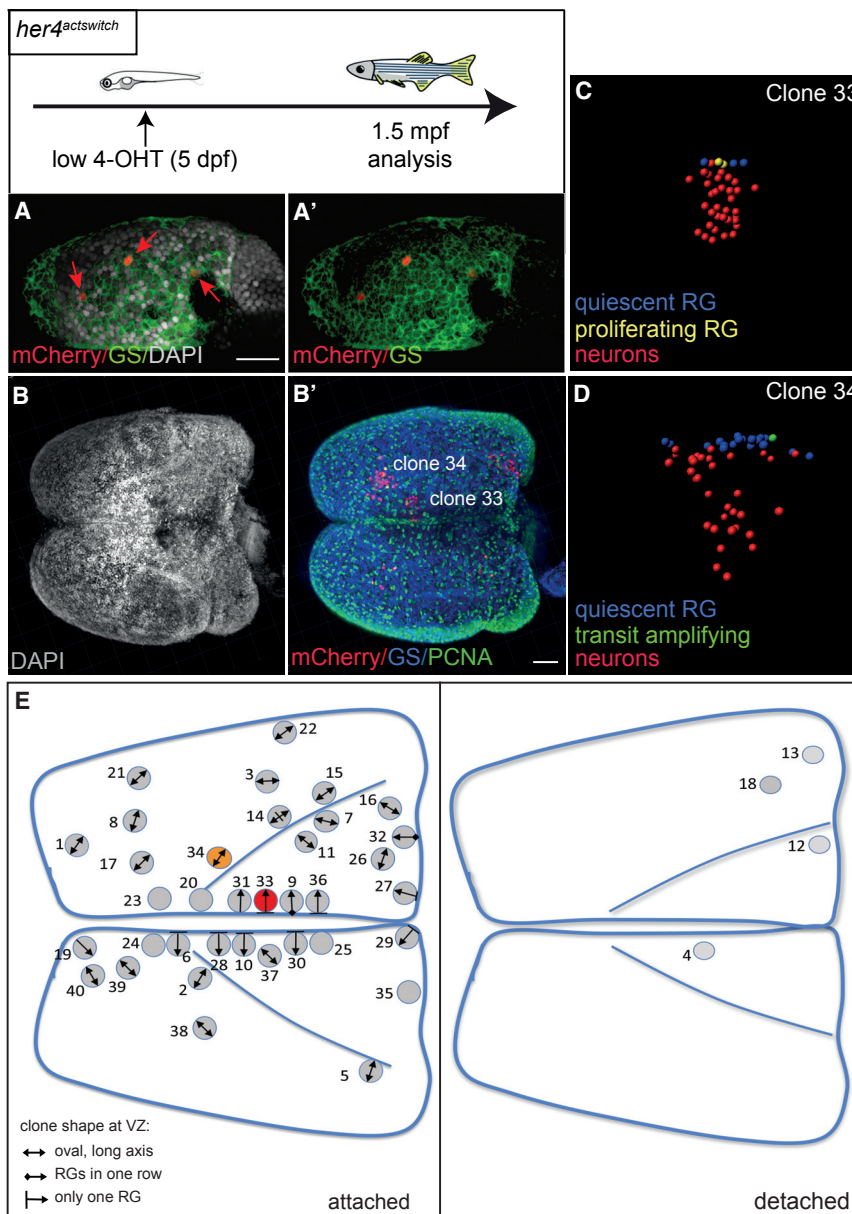 her4actswitch
low 4-OHT (5 dpf)
1.5 mpf
analysis
A
mCherry/GS/DAPI
A'
mCherry/GS
C
Clone 33
quiescent RG
proliferating RG
neurons
B
DAPI
B'
clone 34
clone 33
mCherry/GS/PCNA
D
Clone 34
quiescent RG
transit amplifying
neurons
E
22
21
3
15
8
14
7
16
1
17
34
11
32
26
23
20
31
33
9
36
27
19
24
6
28
10
37
30
25
29
40
39
2
35
38
5
clone shape at VZ:
oval, long axis
RGs in one row
only one RG
attached
13
18
12
4
detached